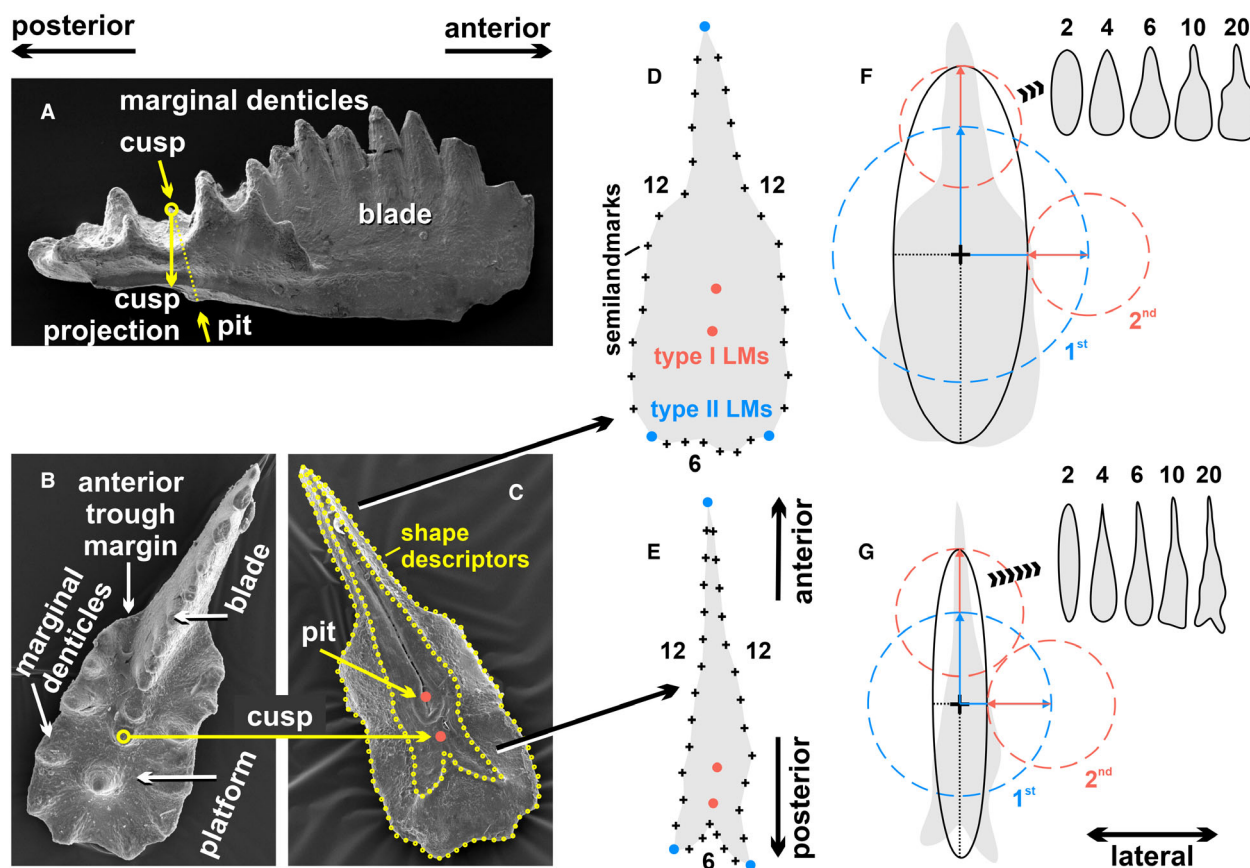 posterior
anterior
A
marginal denticles
cusp
blade
cusp
projection
pit
B
anterior
trough
margin
blade
marginal
denticles
cusp
platform
C
shape
descriptors
pit
D
12
12
semilandmarks
type I LMs
type II LMs
6
E
anterior
12
12
posterior
6
F
2 4 6 10 20
2nd
1st
G
2 4 6 10 20
2nd
1st
lateral